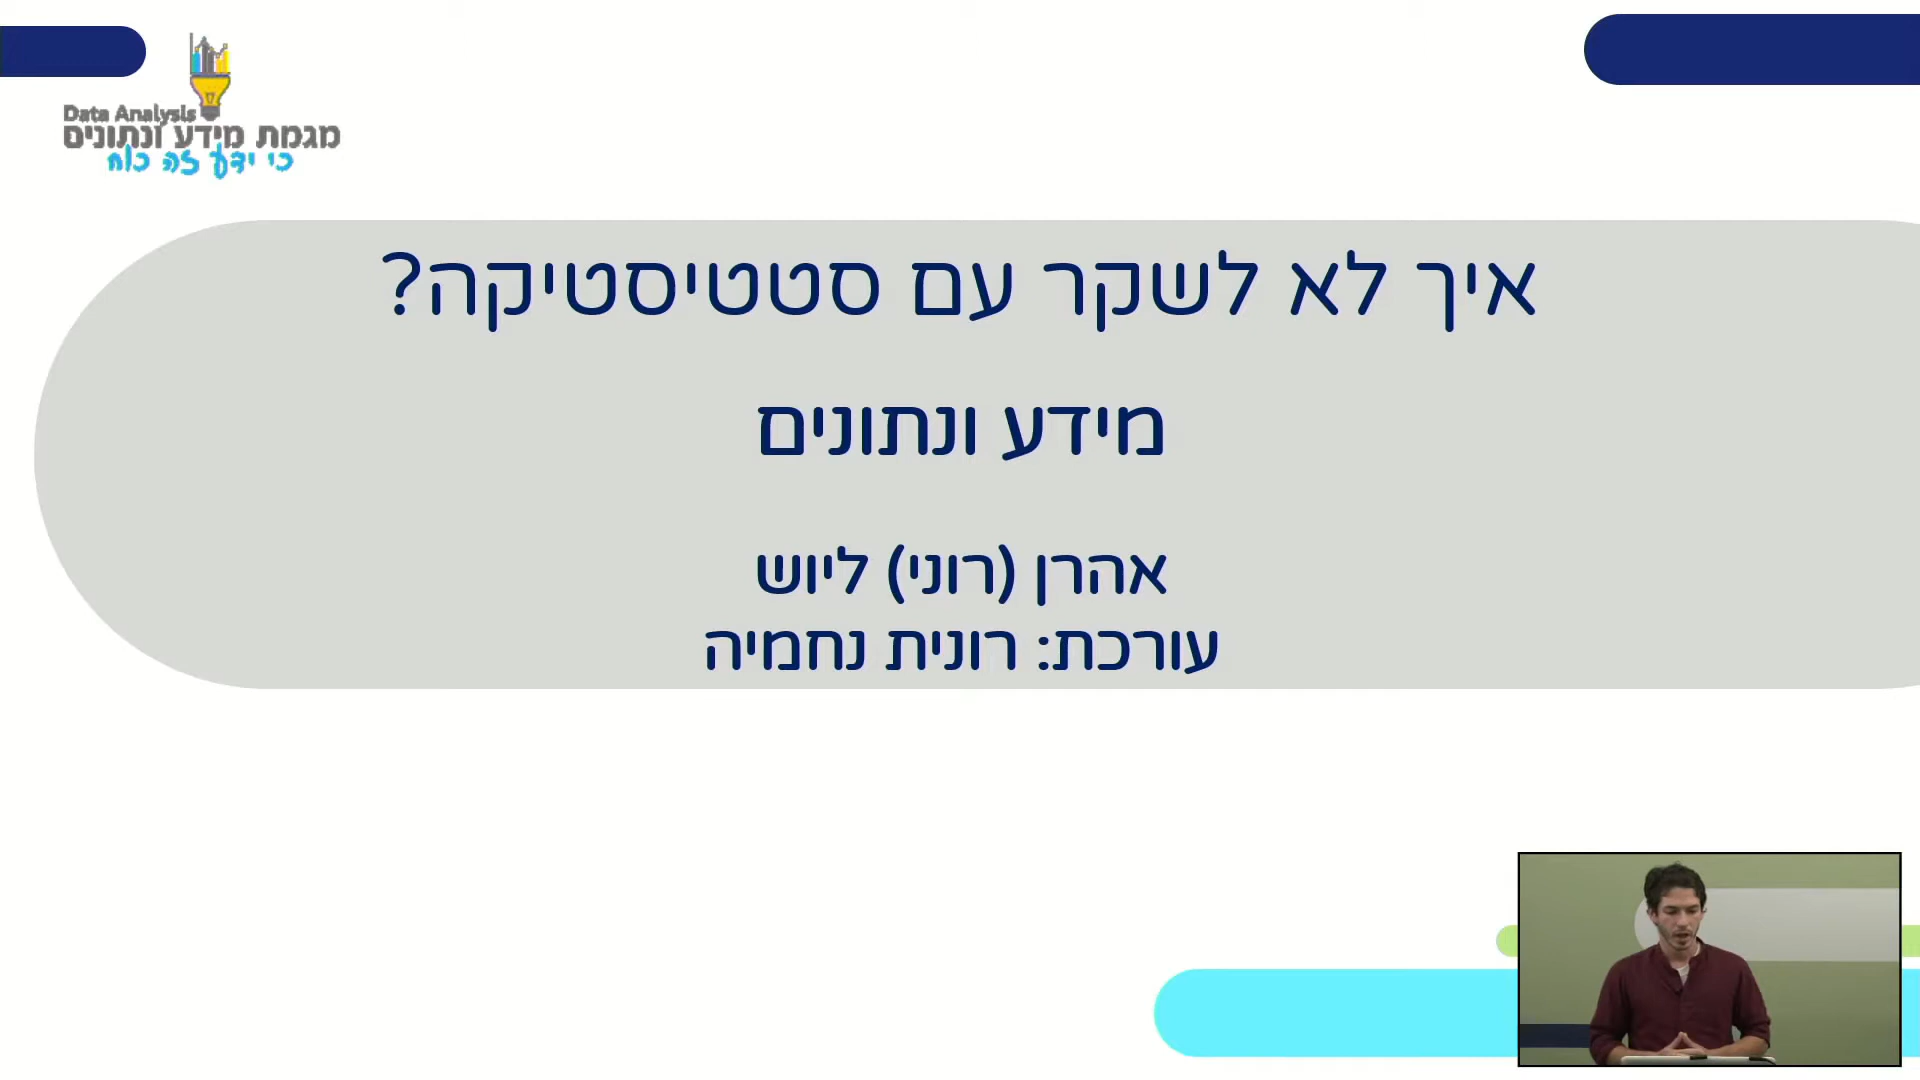 Data Analysis
מגמת מידע ונתונים
כי ידע זה כוח
איך לא לשקר עם סטטיסטיקה?
מידע ונתונים
אהרן (רוני) ליוש
עורכת: רונית נחמיה